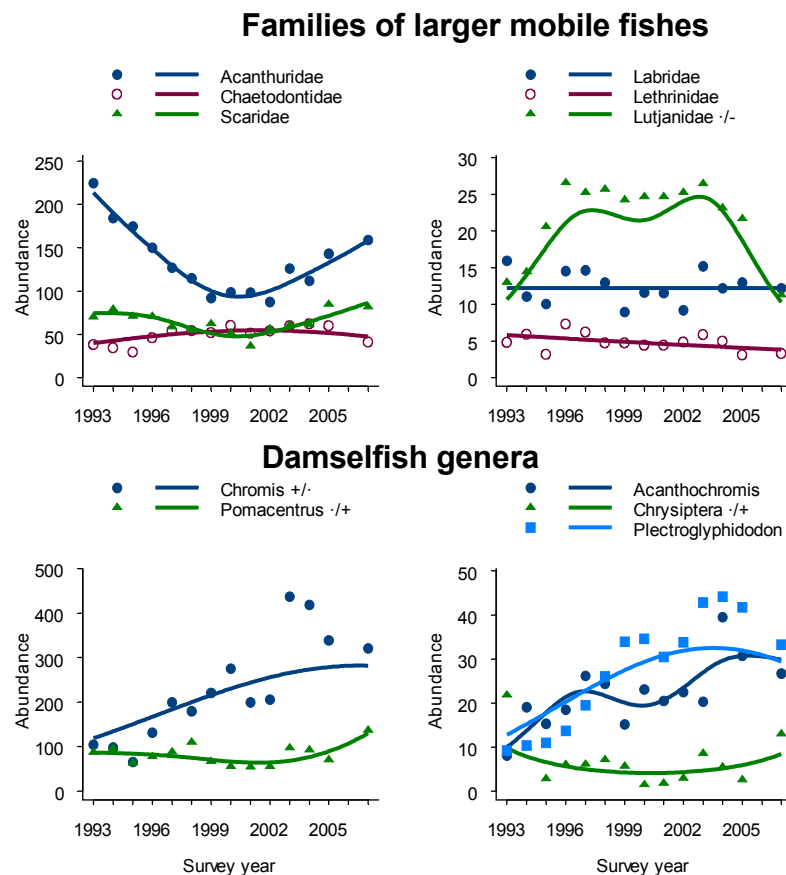 Families of larger mobile fishes
Acanthuridae
Chaetodontidae
Scaridae
Abundance
250
200
150
100
50
0
1993 1996 1999 2002 2005
Labridae
Lethrinidae
Lutjanidae ·/-
Abundance
30
25
20
15
10
5
0
1993 1996 1999 2002 2005
Damselfish genera
Chromis +/·
Pomacentrus ·/+
Abundance
500
400
300
200
100
0
1993 1996 1999 2002 2005
Survey year
Acanthochromis
Chrysiptera ·/+
Plectroglyphidodon
Abundance
50
40
30
20
10
0
1993 1996 1999 2002 2005
Survey year